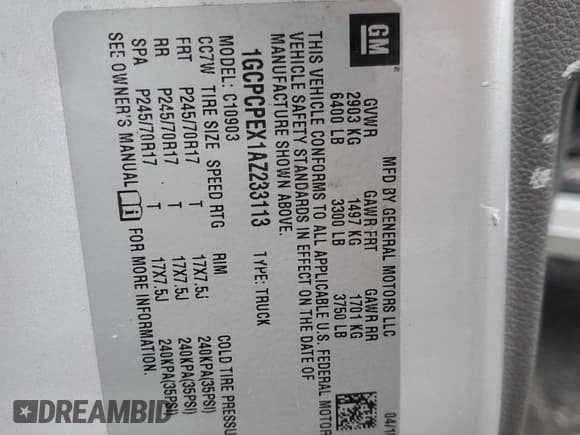 GM
MFD BY GENERAL MOTORS LLC 04/10
GVWR GAWR FRT GAWR RR
2903 KG 1497 KG 1701 KG
6400 LB 3300 LB 3750 LB
THIS VEHICLE CONFORMS TO ALL APPLICABLE U.S. FEDERAL MOTOR
VEHICLE SAFETY STANDARDS IN EFFECT ON THE DATE OF
MANUFACTURE SHOWN ABOVE.
1GCPCPEX1AZ233113 TYPE: TRUCK
MODEL: C10903
CC7W TIRE SIZE SPEED RTG RIM COLD TIRE PRESSU
FRT P245/70R17 T 17X7.5J 240KPA(35PSI)
RR P245/70R17 T 17X7.5J 240KPA(35PSI)
SPA P245/70R17 T 17X7.5J 240KPA(35PSI)
SEE OWNER'S MANUAL FOR MORE INFORMATION.
DREAMBID